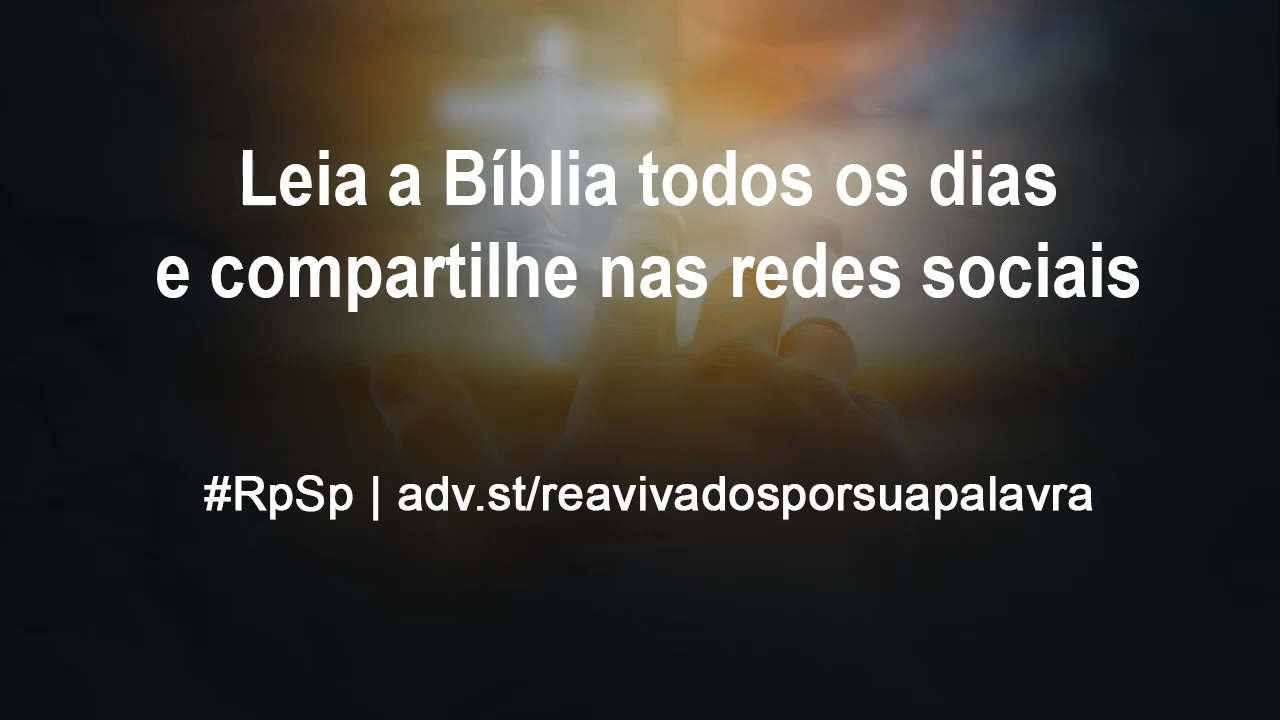 Leia a Bíblia todos os dias
e compartilhe nas redes sociais
#RpSp | adv.st/reavivadosporsuapalavra